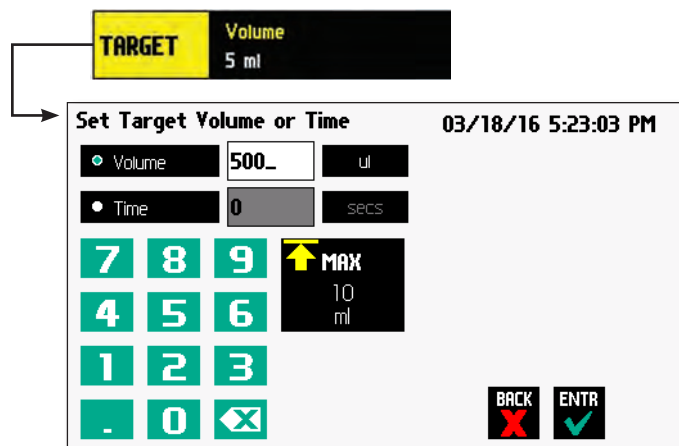 TARGET
Volume
5 ml
Set Target Volume or Time
03/18/16 5:23:03 PM
Volume 500_ ul
Time 0 secs
7 8 9 MAX
10
ml
4 5 6
1 2 3
. 0
BACK ENTR